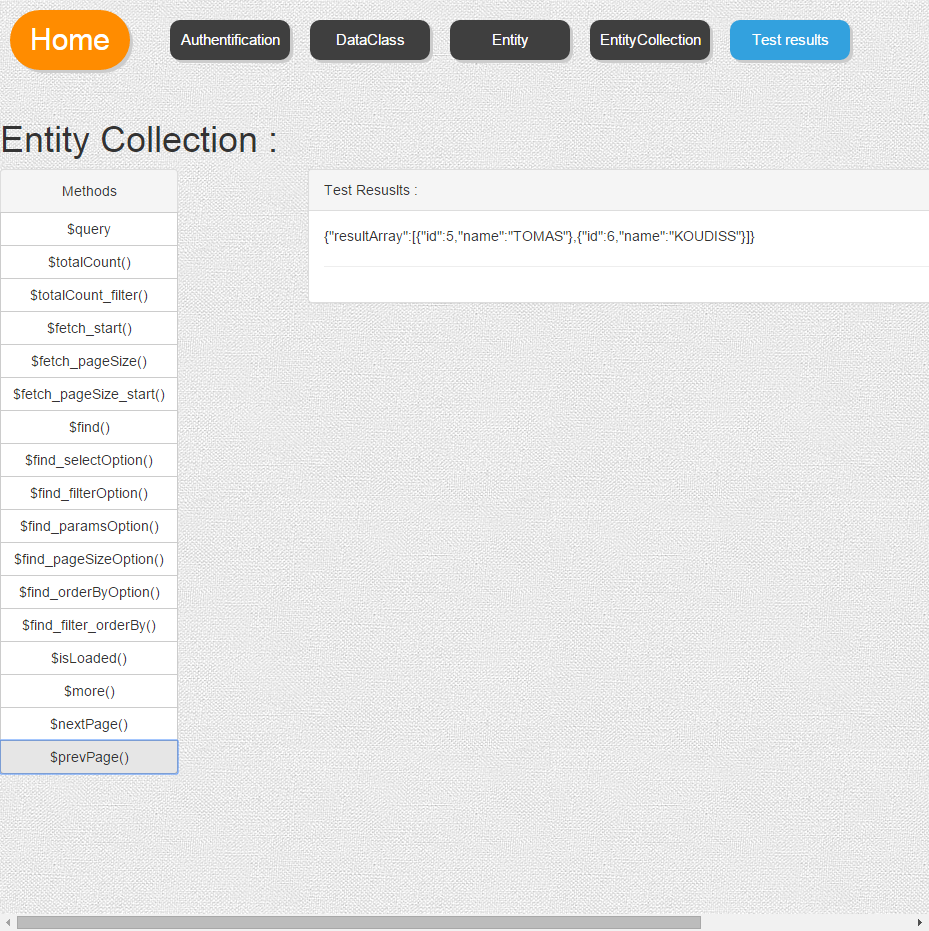 Home
Authentification
DataClass
Entity
EntityCollection
Test results
Entity Collection :
Methods
$query
$totalCount()
$totalCount_filter()
$fetch_start()
$fetch_pageSize()
$fetch_pageSize_start()
$find()
$find_selectOption()
$find_filterOption()
$find_paramsOption()
$find_pageSizeOption()
$find_orderByOption()
$find_filter_orderBy()
$isLoaded()
$more()
$nextPage()
$prevPage()
Test Resuslts :
{"resultArray":[{"id":5,"name":"TOMAS"},{"id":6,"name":"KOUDISS"}]}